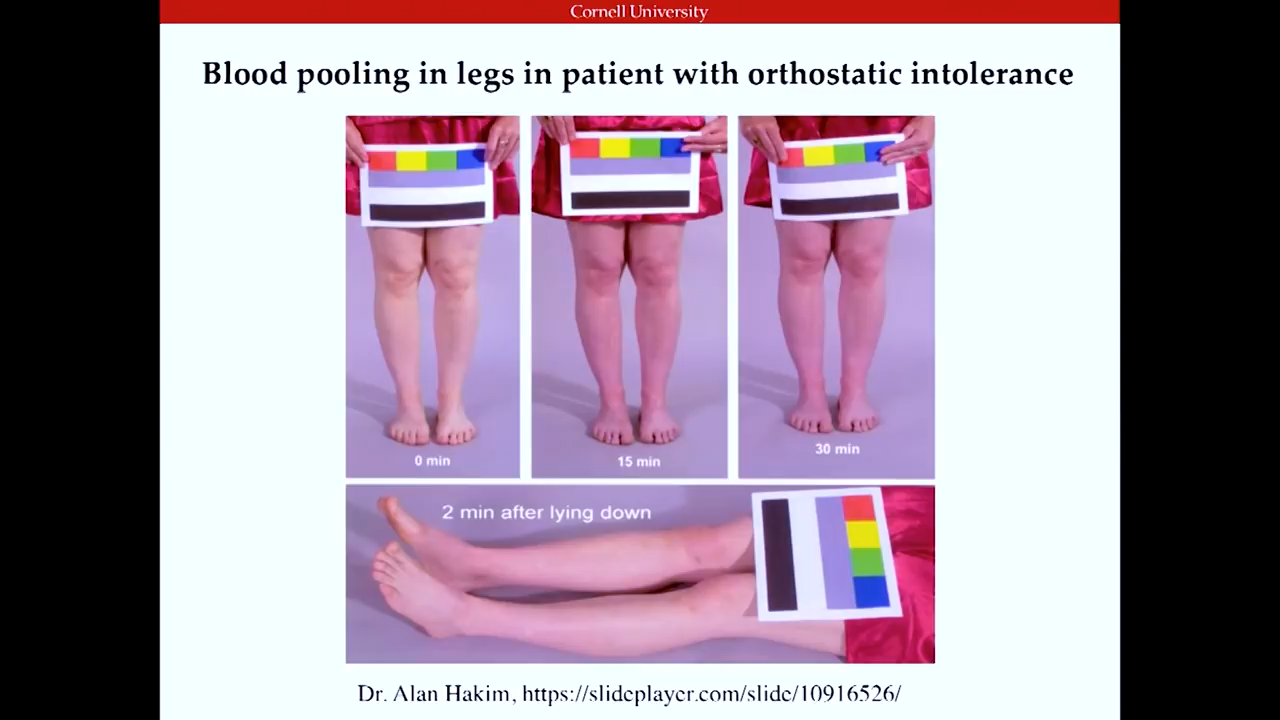 Cornell University
Blood pooling in legs in patient with orthostatic intolerance
0 min
15 min
30 min
2 min after lying down
Dr. Alan Hakim, https://slideplayer.com/slide/10916526/